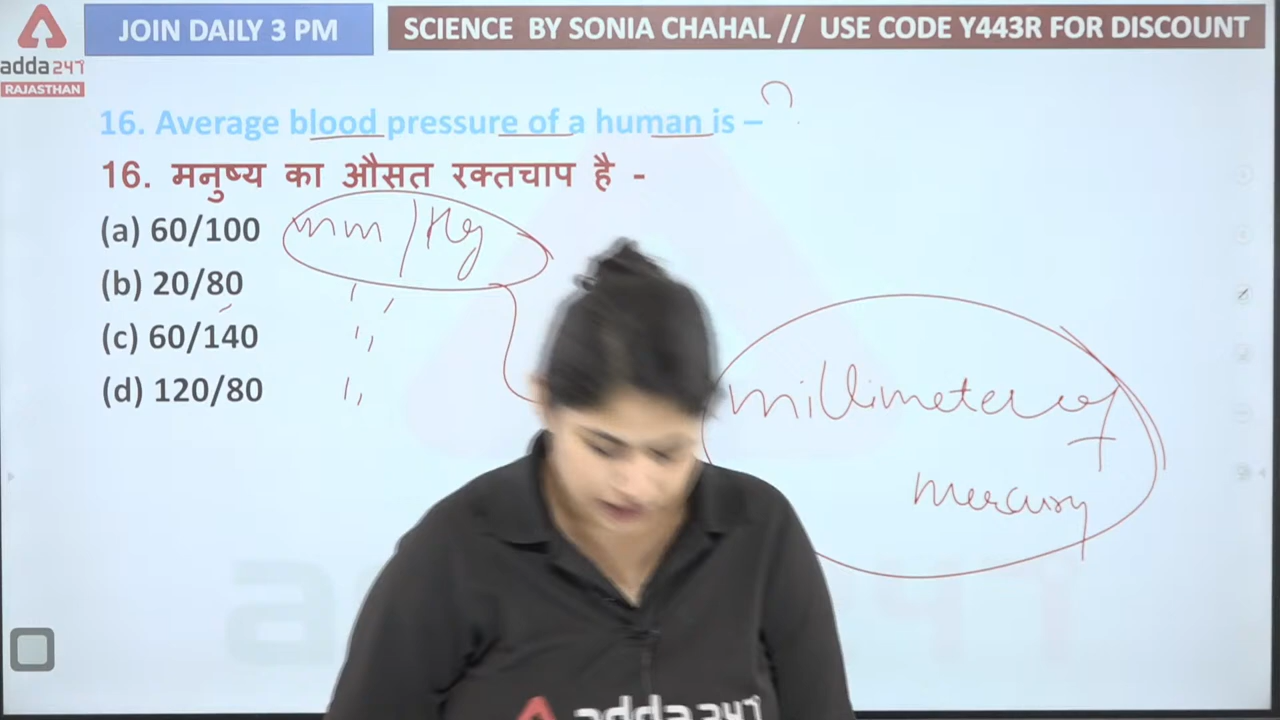 JOIN DAILY 3 PM
SCIENCE BY SONIA CHAHAL // USE CODE Y443R FOR DISCOUNT
adda247
RAJASTHAN
16. Average blood pressure of a human is – ?
16. मनुष्य का औसत रक्तचाप है -
(a) 60/100 mm/Hg
(b) 20/80
(c) 60/140
(d) 120/80
millimeter of
mercury
adda247